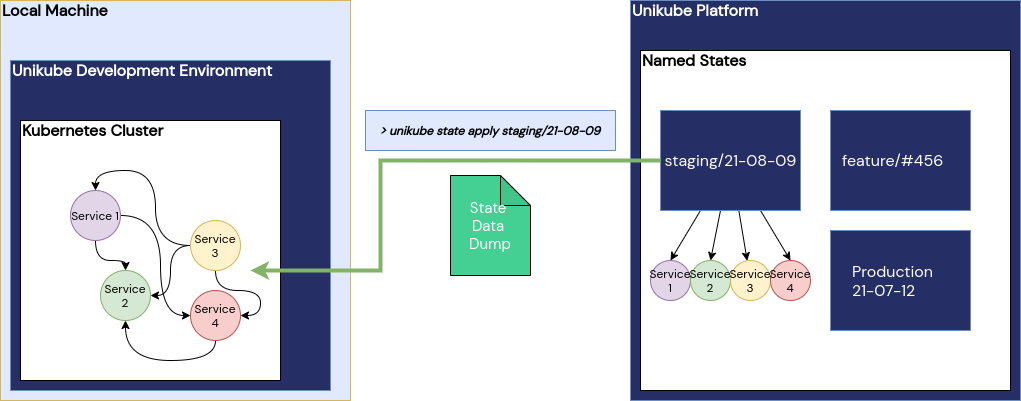 Local Machine
Unikube Development Environment
Kubernetes Cluster
Service 1
Service
3
Service
2
Service
4
> unikube state apply staging/21-08-09
State
Data
Dump
Unikube Platform
Named States
staging/21-08-09
feature/#456
Service
1
Service
2
Service
3
Service
4
Production
21-07-12